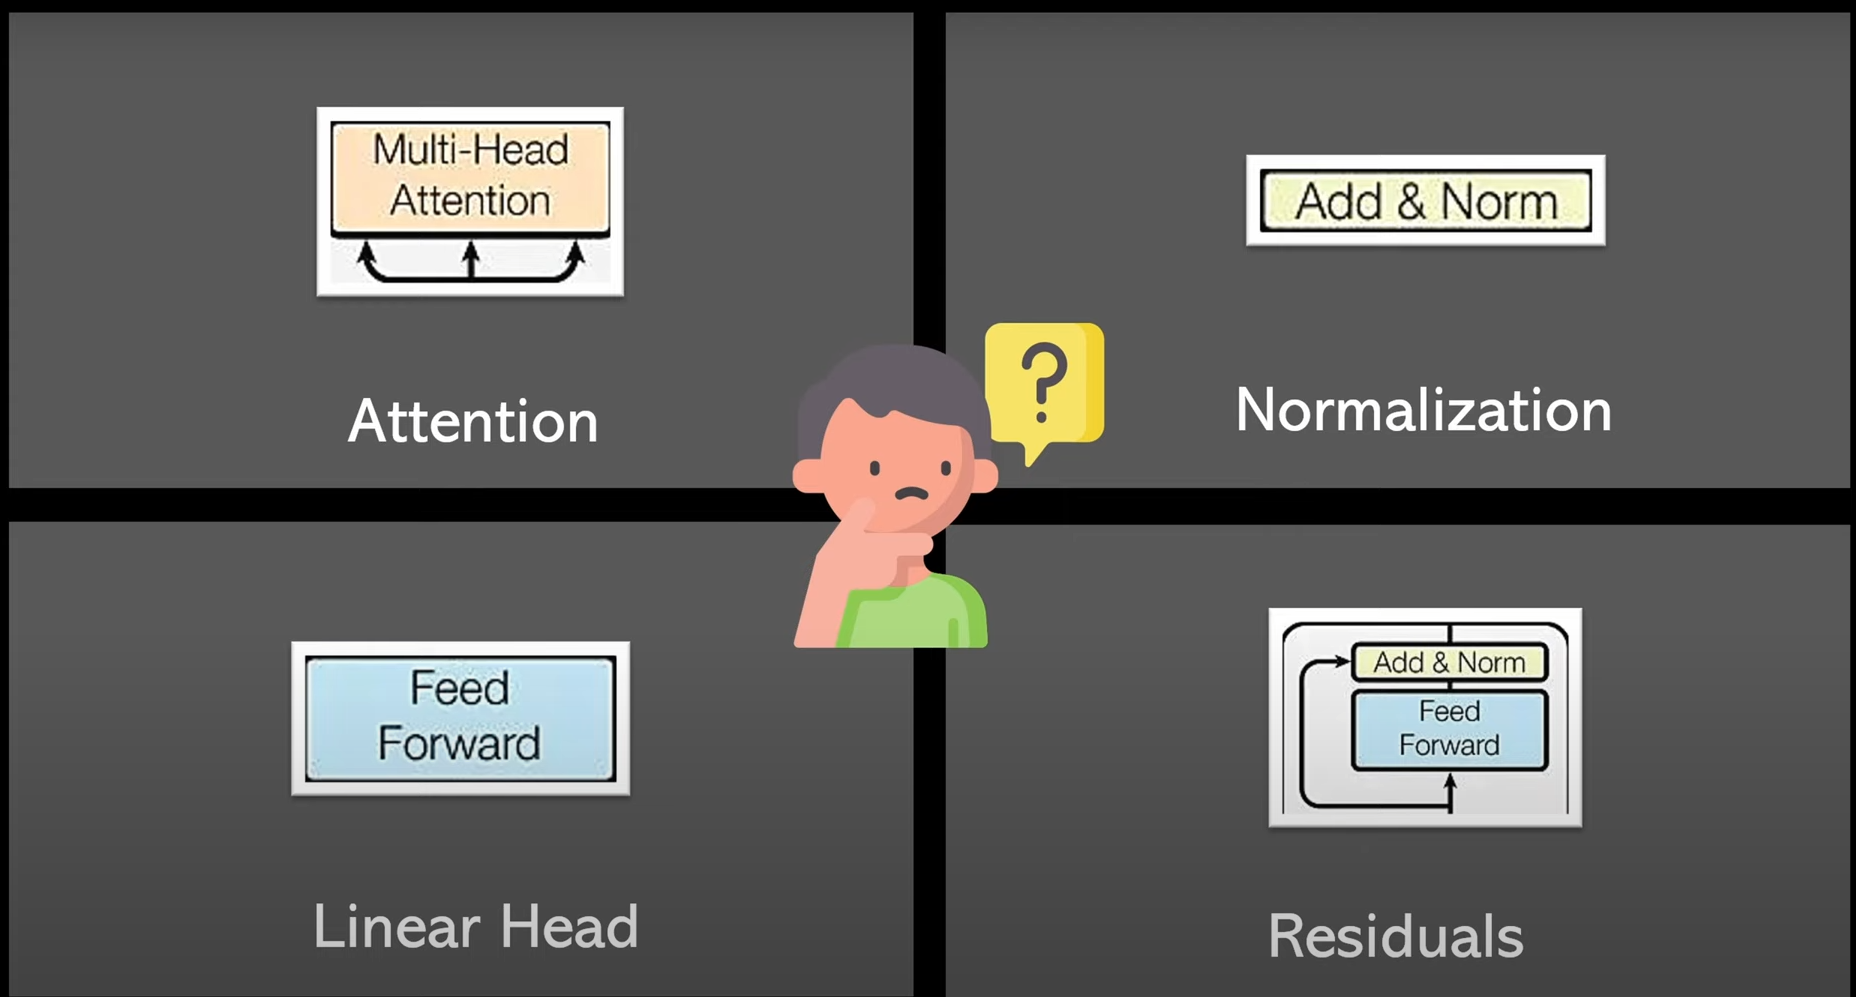 Multi-Head
Attention
Attention
Add & Norm
Normalization
?
Feed
Forward
Linear Head
Add & Norm
Feed
Forward
Residuals